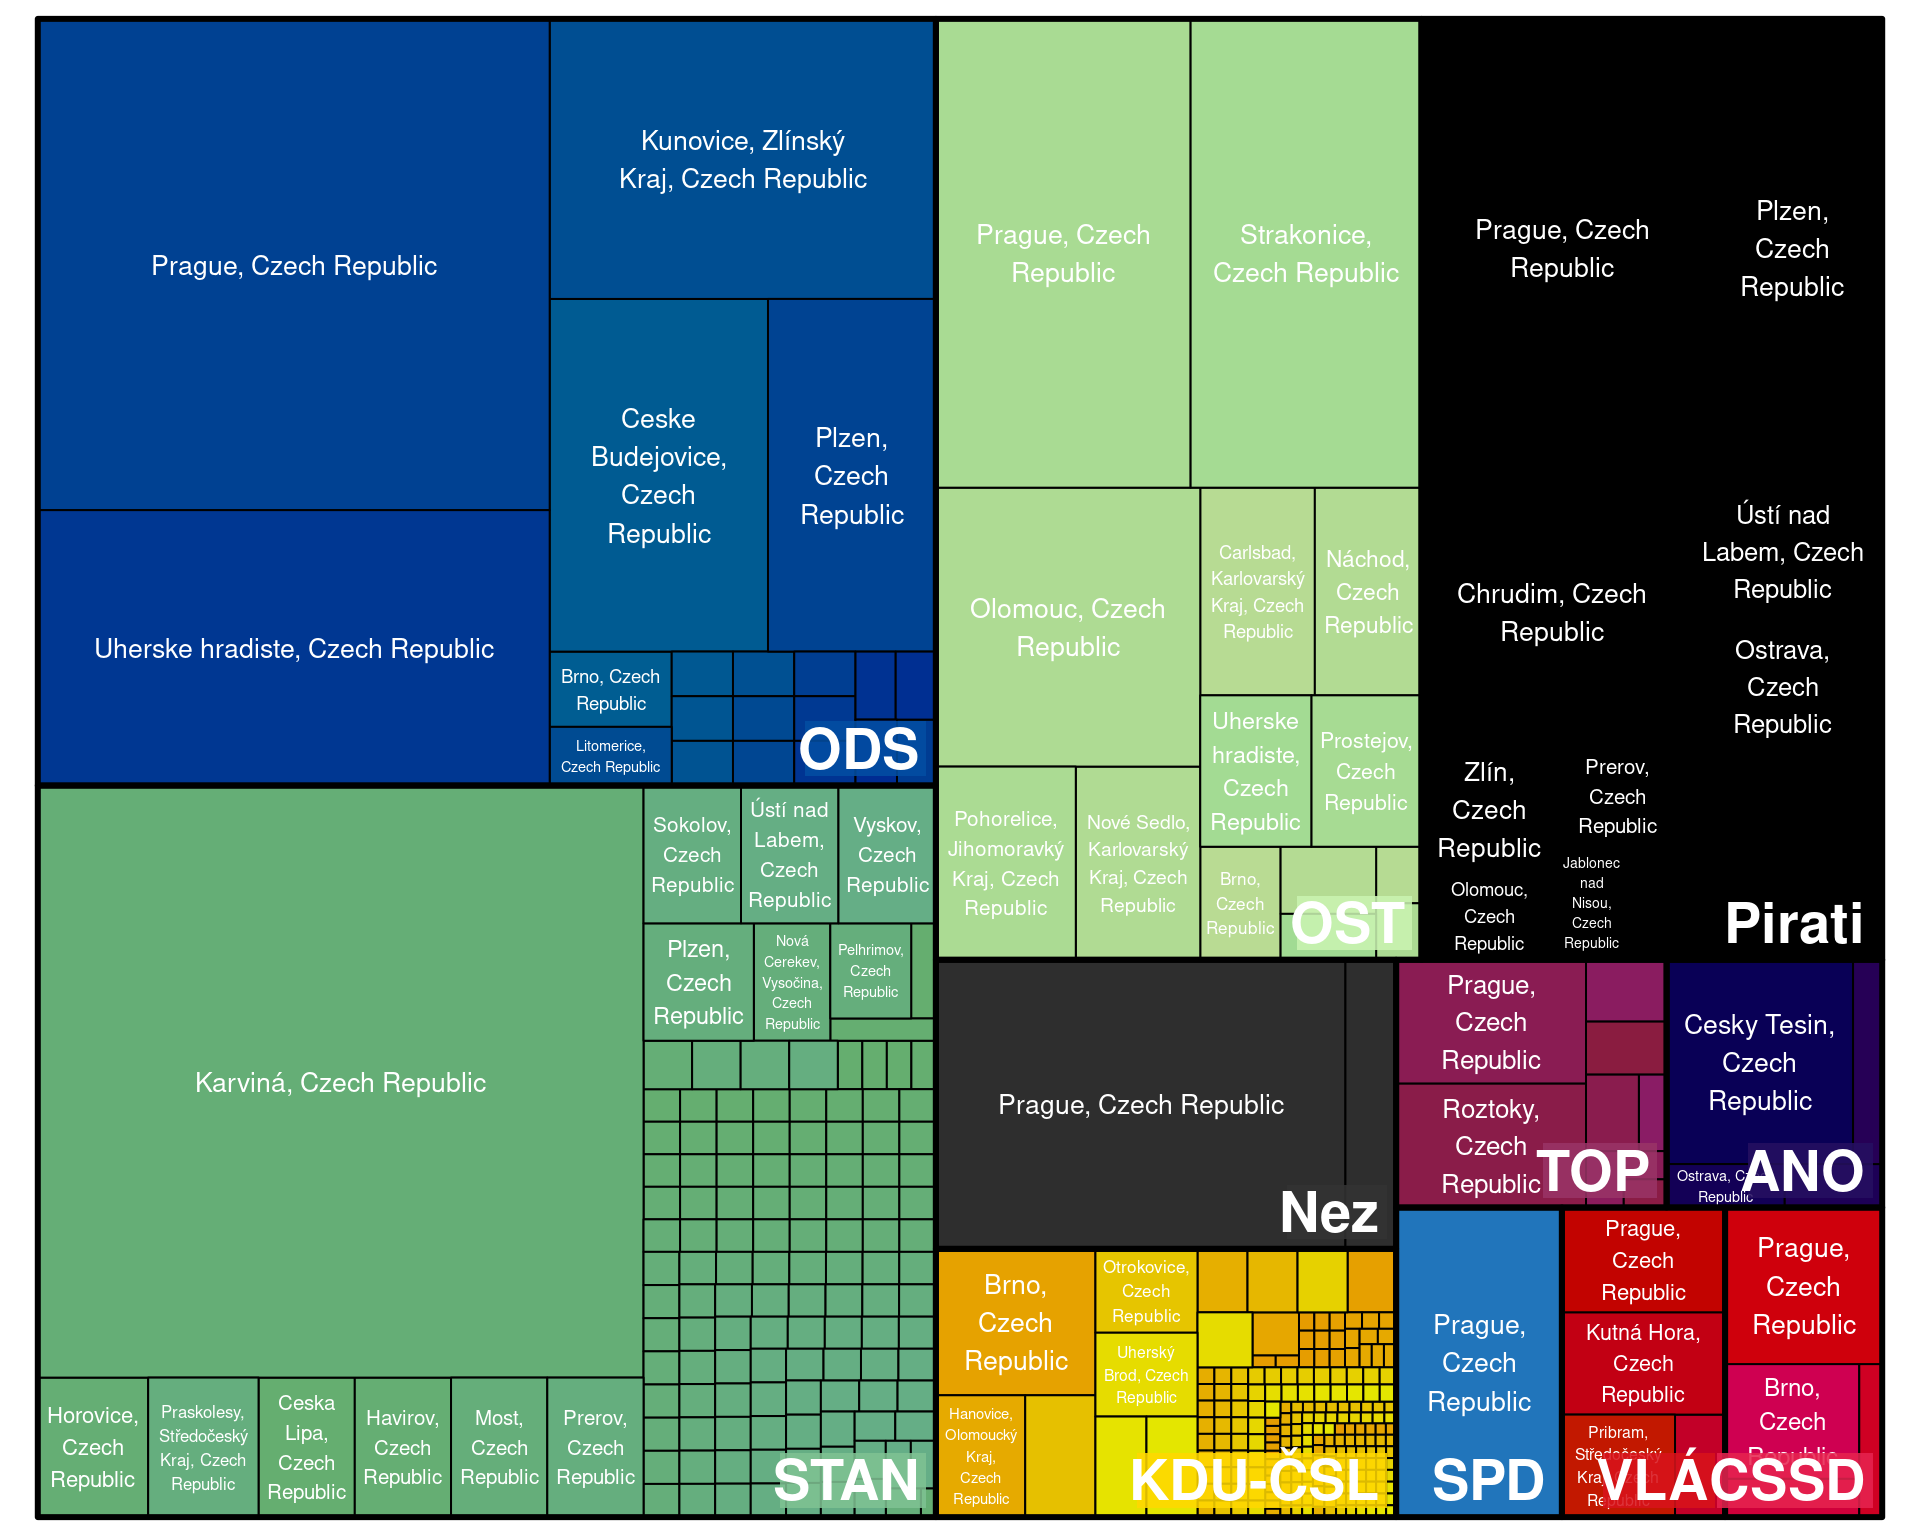 Prague, Czech Republic
Uherske hradiste, Czech Republic
Kunovice, Zlínský
Kraj, Czech Republic
Ceske
Budejovice,
Czech
Republic
Plzen,
Czech
Republic
Brno, Czech
Republic
Litomerice,
Czech Republic
ODS
Prague, Czech
Republic
Strakonice,
Czech Republic
Olomouc, Czech
Republic
Carlsbad,
Karlovarský
Kraj, Czech
Republic
Náchod,
Czech
Republic
Uherske
hradiste,
Czech
Republic
Prostejov,
Czech
Republic
Pohorelice,
Jihomoravký
Kraj, Czech
Republic
Nové Sedlo,
Karlovarský
Kraj, Czech
Republic
Brno,
Czech
Republic
OST
Prague, Czech
Republic
Plzen,
Czech
Republic
Chrudim, Czech
Republic
Ústí nad
Labem, Czech
Republic
Ostrava,
Czech
Republic
Zlín,
Czech
Republic
Prerov,
Czech
Republic
Olomouc,
Czech
Republic
Jablonec
nad
Nisou,
Czech
Republic
Pirati
Karviná, Czech Republic
Sokolov,
Czech
Republic
Ústí nad
Labem,
Czech
Republic
Vyskov,
Czech
Republic
Plzen,
Czech
Republic
Nová
Cerekev,
Vysočina,
Czech
Republic
Pelhrimov,
Czech
Republic
Horovice,
Czech
Republic
Praskolesy,
Středočeský
Kraj, Czech
Republic
Ceska
Lipa,
Czech
Republic
Havirov,
Czech
Republic
Most,
Czech
Republic
Prerov,
Czech
Republic
STAN
Prague, Czech Republic
Nez
Prague,
Czech
Republic
Roztoky,
Czech
Republic
TOP
Cesky Tesin,
Czech
Republic
Ostrava, Czech
Republic
ANO
Brno,
Czech
Republic
Otrokovice,
Czech
Republic
Uherský
Brod, Czech
Republic
Hanovice,
Olomoucký
Kraj,
Czech
Republic
KDU-ČSL
Prague,
Czech
Republic
SPD
Prague,
Czech
Republic
Kutná Hora,
Czech
Republic
Pribram,
Středočeský
Kraj, Czech
Republic
VLÁCSSD
Prague,
Czech
Republic
Brno,
Czech
Republic